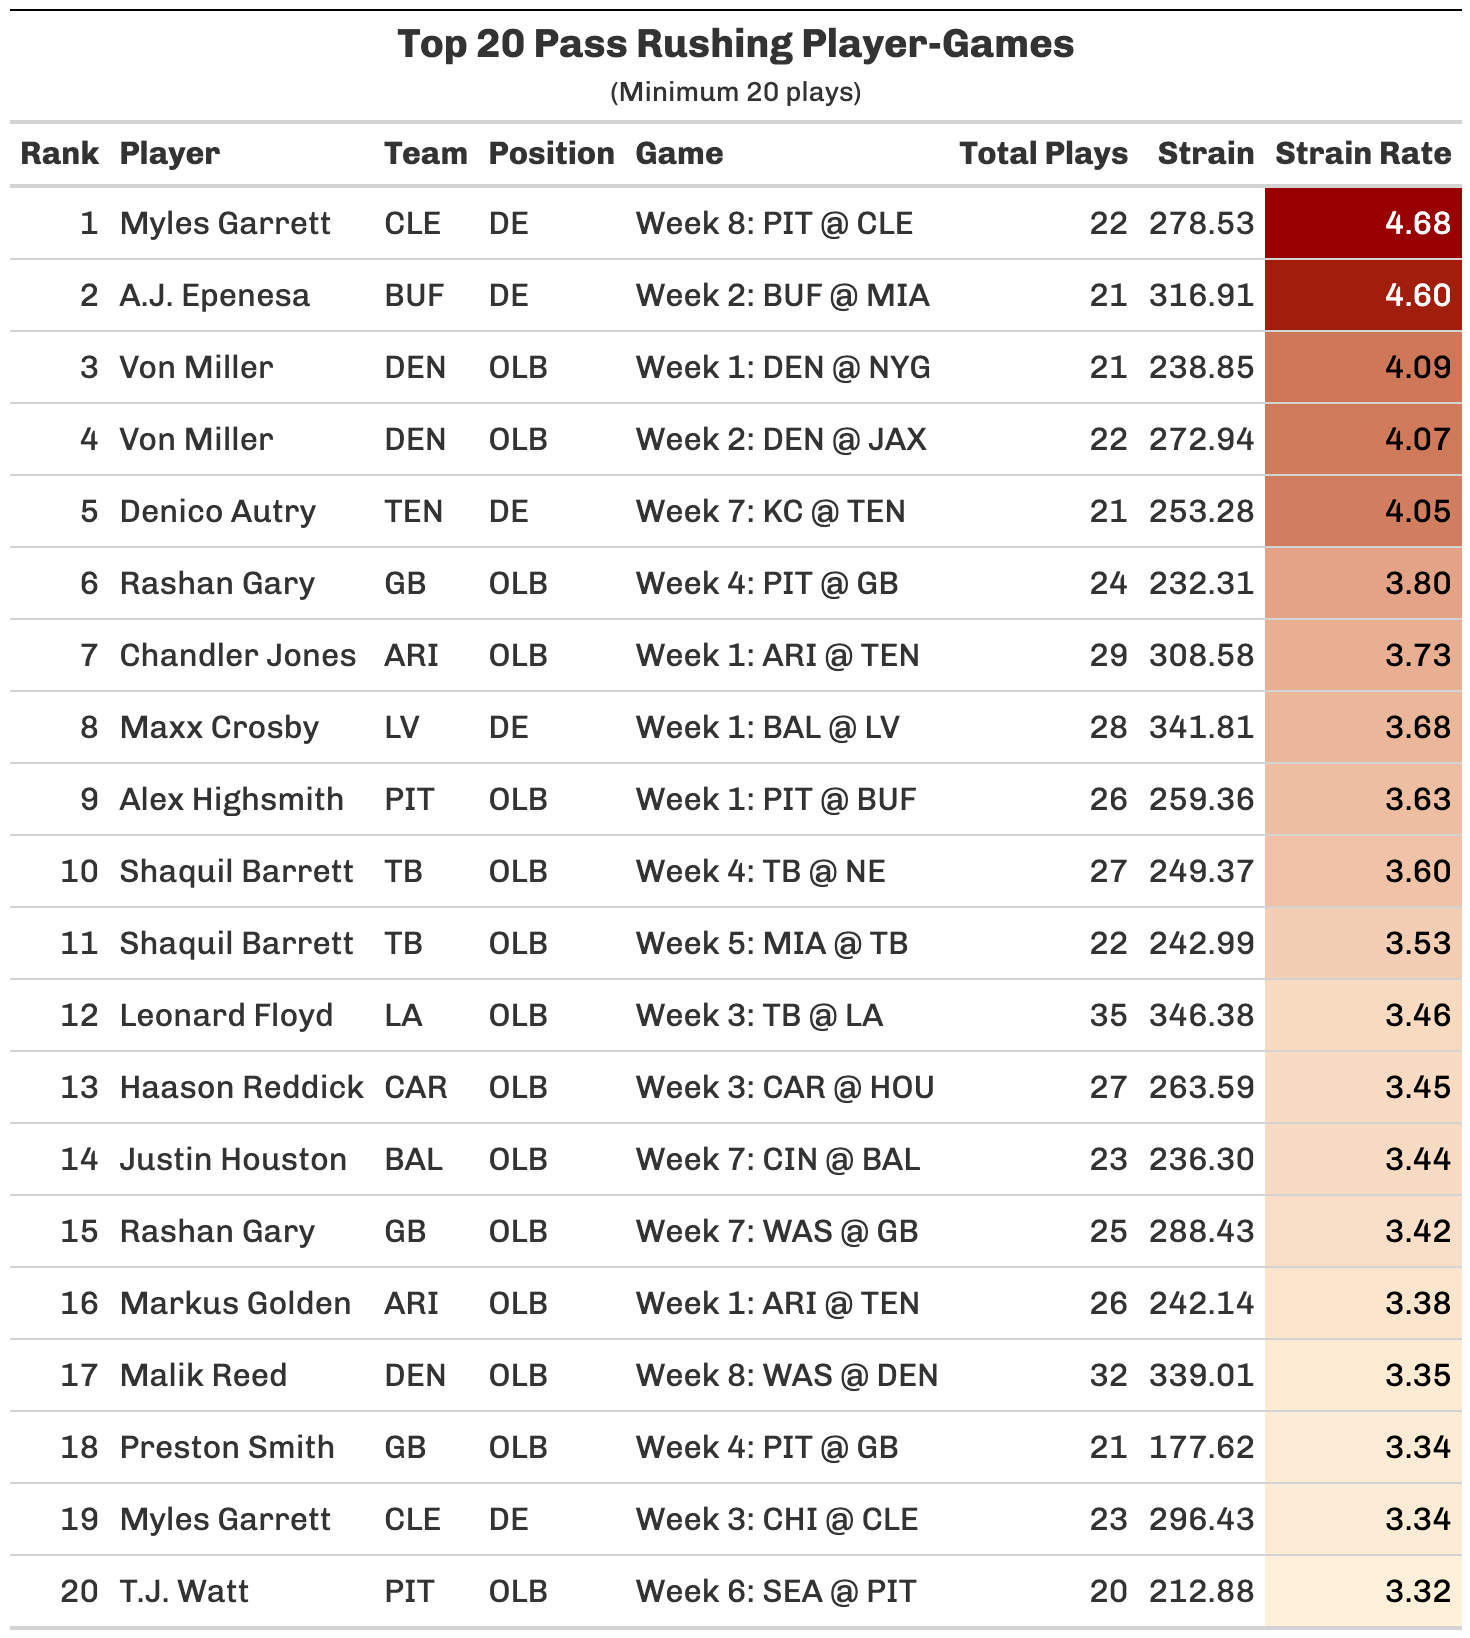 Top 20 Pass Rushing Player-Games
(Minimum 20 plays)
Rank Player Team Position Game Total Plays Strain Strain Rate
1 Myles Garrett CLE DE Week 8: PIT @ CLE 22 278.53 4.68
2 A.J. Epenesa BUF DE Week 2: BUF @ MIA 21 316.91 4.60
3 Von Miller DEN OLB Week 1: DEN @ NYG 21 238.85 4.09
4 Von Miller DEN OLB Week 2: DEN @ JAX 22 272.94 4.07
5 Denico Autry TEN DE Week 7: KC @ TEN 21 253.28 4.05
6 Rashan Gary GB OLB Week 4: PIT @ GB 24 232.31 3.80
7 Chandler Jones ARI OLB Week 1: ARI @ TEN 29 308.58 3.73
8 Maxx Crosby LV DE Week 1: BAL @ LV 28 341.81 3.68
9 Alex Highsmith PIT OLB Week 1: PIT @ BUF 26 259.36 3.63
10 Shaquil Barrett TB OLB Week 4: TB @ NE 27 249.37 3.60
11 Shaquil Barrett TB OLB Week 5: MIA @ TB 22 242.99 3.53
12 Leonard Floyd LA OLB Week 3: TB @ LA 35 346.38 3.46
13 Haason Reddick CAR OLB Week 3: CAR @ HOU 27 263.59 3.45
14 Justin Houston BAL OLB Week 7: CIN @ BAL 23 236.30 3.44
15 Rashan Gary GB OLB Week 7: WAS @ GB 25 288.43 3.42
16 Markus Golden ARI OLB Week 1: ARI @ TEN 26 242.14 3.38
17 Malik Reed DEN OLB Week 8: WAS @ DEN 32 339.01 3.35
18 Preston Smith GB OLB Week 4: PIT @ GB 21 177.62 3.34
19 Myles Garrett CLE DE Week 3: CHI @ CLE 23 296.43 3.34
20 T.J. Watt PIT OLB Week 6: SEA @ PIT 20 212.88 3.32